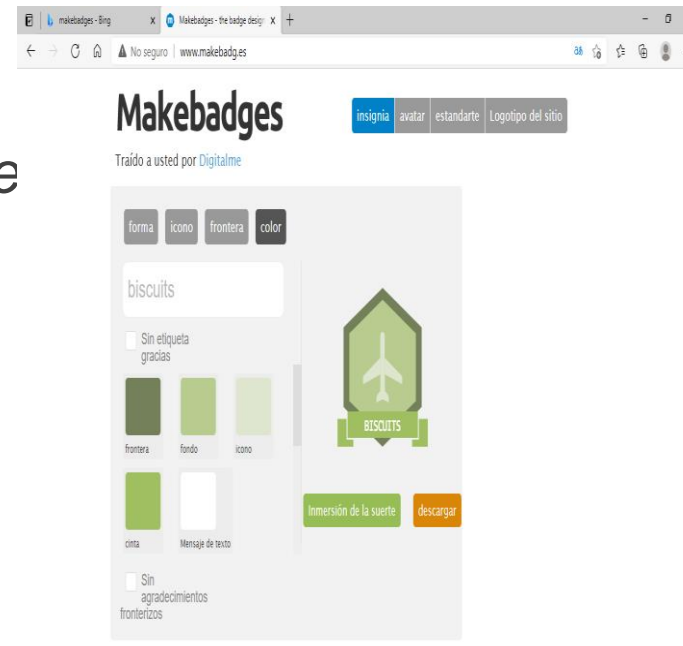 makebadges - Bing
Makebadges - the badge design
No seguro | www.makebadg.es
Makebadges
insignia avatar estandarte Logotipo del sitio
Traído a usted por Digitalme
e
forma icono frontera color
biscuits
Sin etiqueta
gracias
frontera fondo icono
BISCUITS
cinta Mensaje de texto
Inmersión de la suerte descargar
Sin
agradecimientos
fronterizos